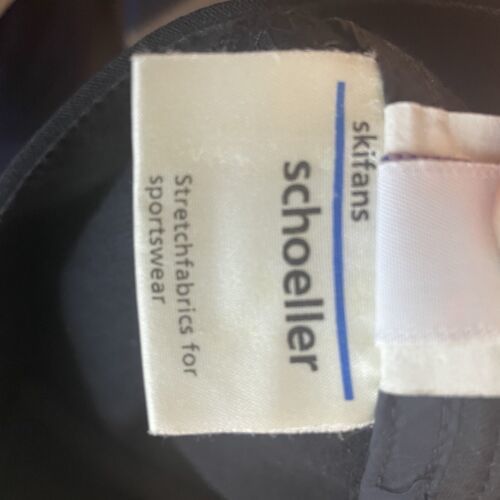 skifans
schoeller
Stretchfabrics for
sportswear